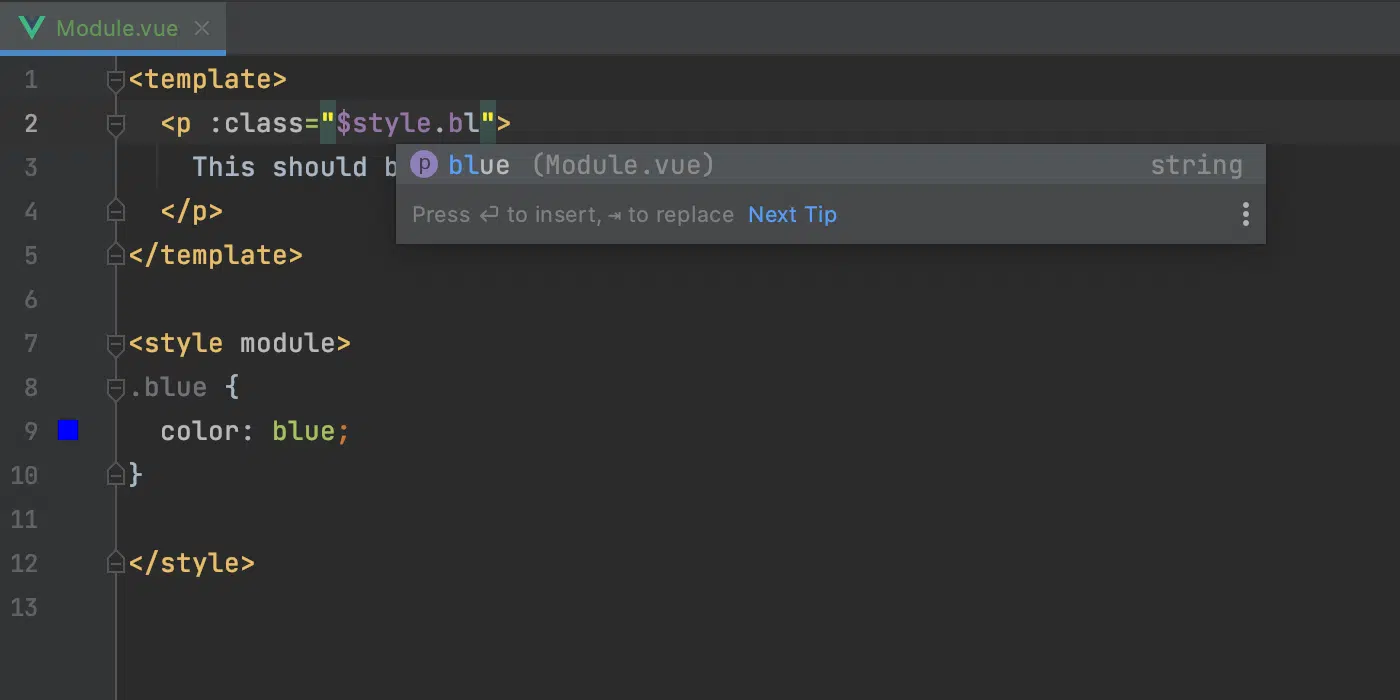 Module.vue
1 <template>
2 <p :class="$style.bl">
3 This should b
blue (Module.vue) string
Press ↩ to insert, ⇥ to replace Next Tip
4 </p>
5 </template>
6
7 <style module>
8 .blue {
9 color: blue;
10 }
11
12 </style>
13